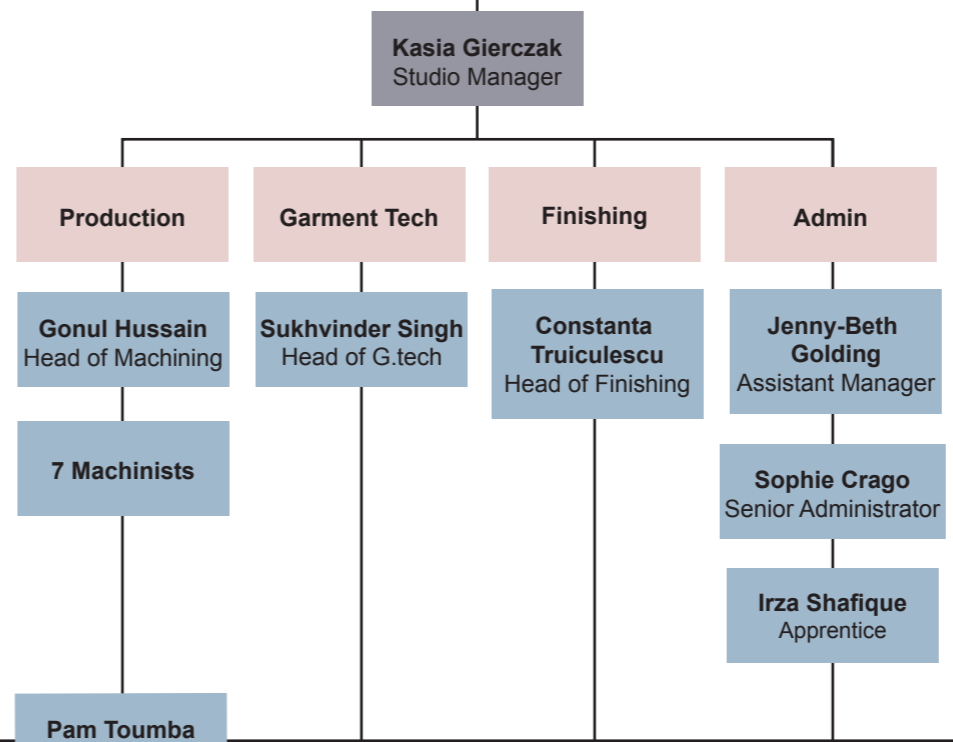 Kasia Gierczak
Studio Manager
Production
Garment Tech
Finishing
Admin
Gonul Hussain
Head of Machining
Sukhvinder Singh
Head of G.tech
Constanta
Truiculescu
Head of Finishing
Jenny-Beth
Golding
Assistant Manager
7 Machinists
Sophie Crago
Senior Administrator
Irza Shafique
Apprentice
Pam Toumba